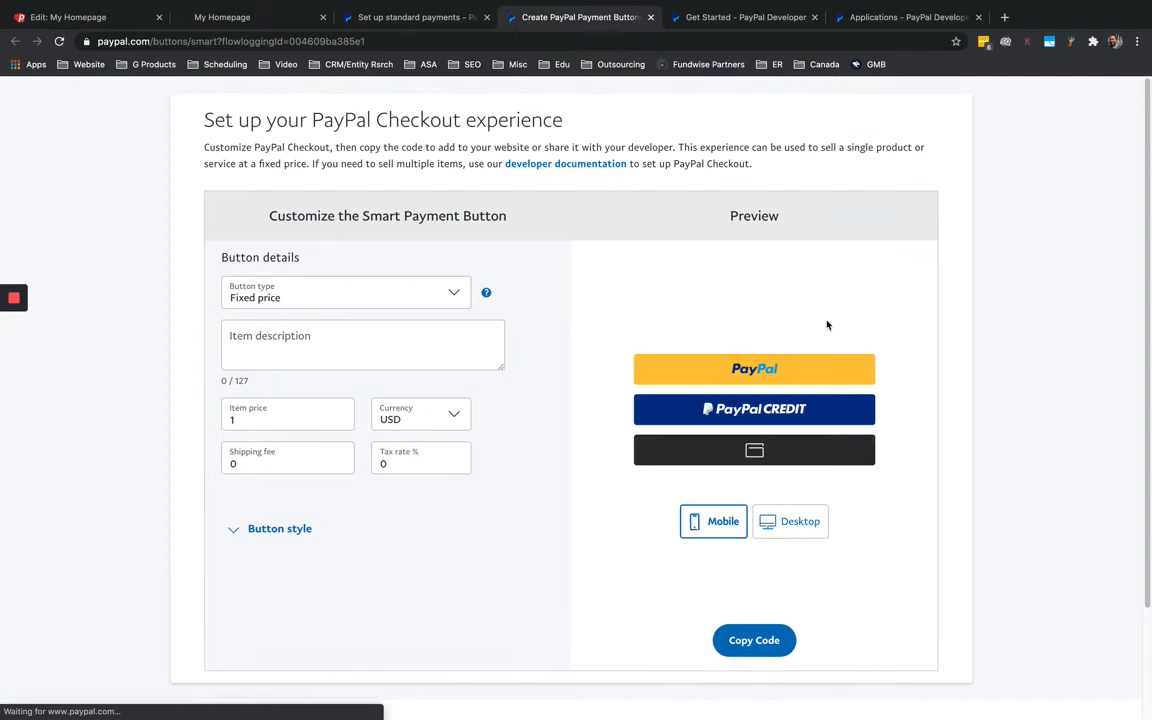 Edit: My Homepage
My Homepage
Set up standard payments - Pa
Create PayPal Payment Button
Get Started - PayPal Developer
Applications - PayPal Develope
paypal.com/buttons/smart?flowloggingId=004609ba385e1
Apps
Website
G Products
Scheduling
Video
CRM/Entity Rsrch
ASA
SEO
Misc
Edu
Outsourcing
Fundwise Partners
ER
Canada
GMB
Set up your PayPal Checkout experience
Customize PayPal Checkout, then copy the code to add to your website or share it with your developer. This experience can be used to sell a single product or
service at a fixed price. If you need to sell multiple items, use our developer documentation to set up PayPal Checkout.
Customize the Smart Payment Button
Preview
Button details
Button type
Fixed price
?
Item description
0 / 127
Item price
1
Currency
USD
Shipping fee
0
Tax rate %
0
Button style
PayPal
PayPal CREDIT
Mobile
Desktop
Copy Code
Waiting for www.paypal.com...